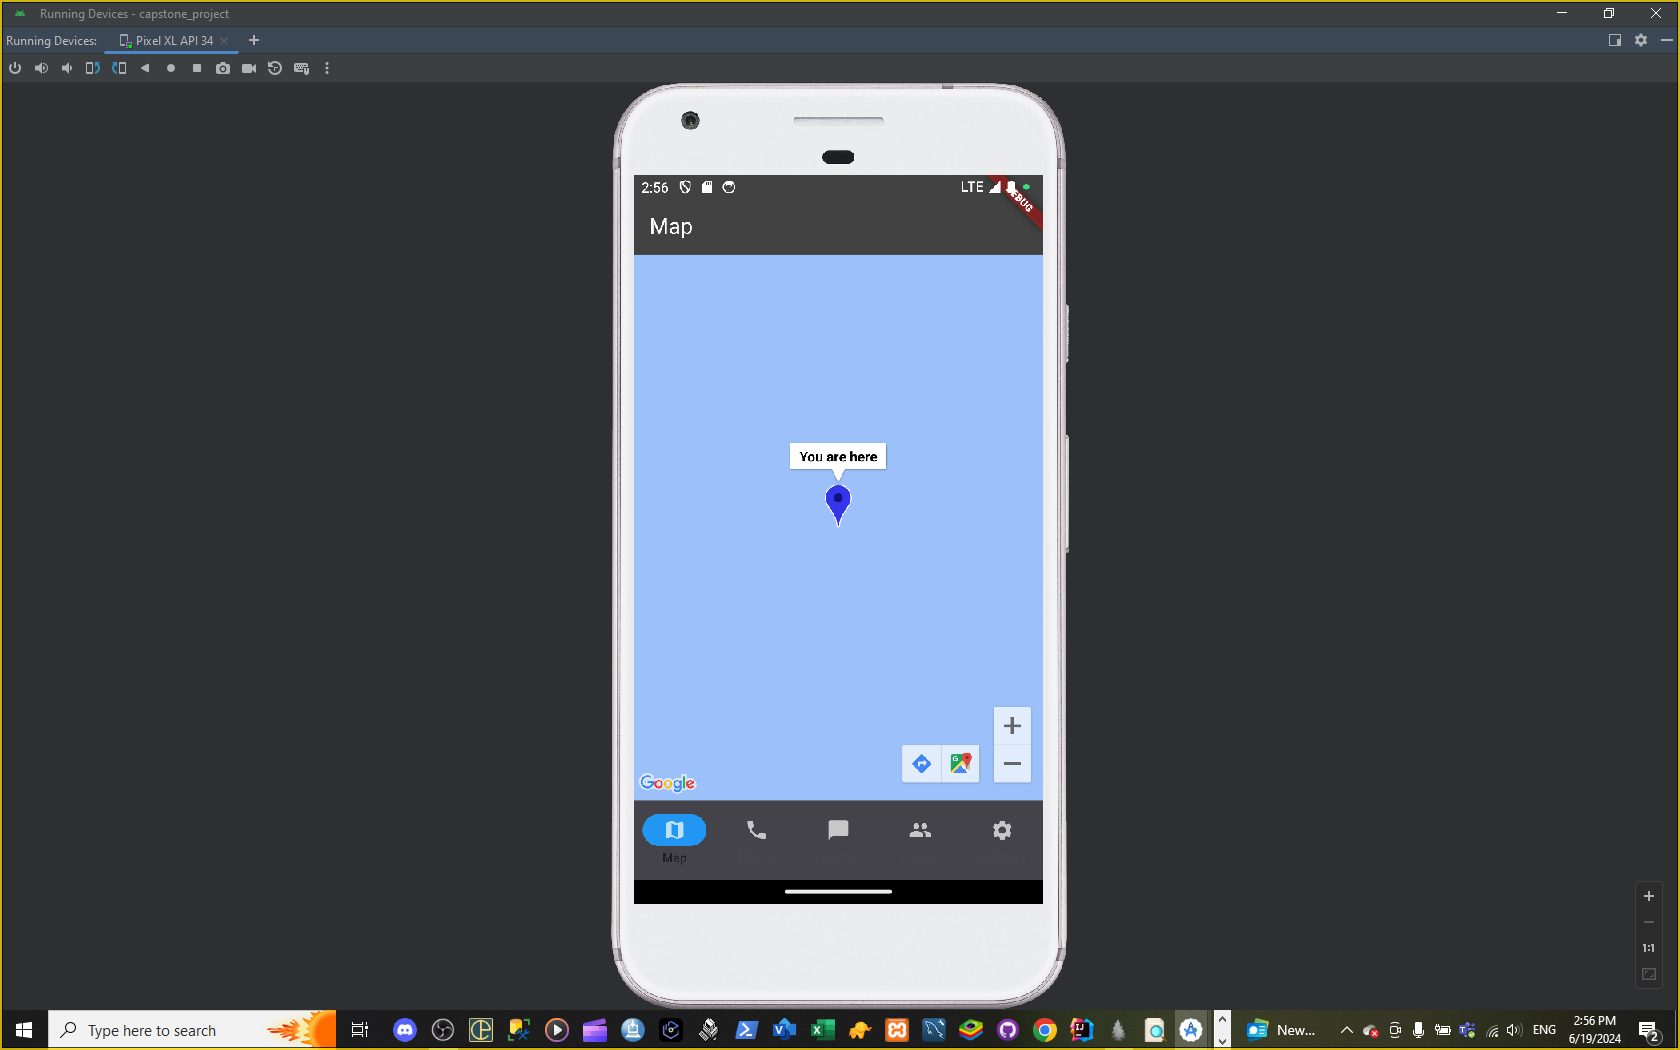 Running Devices - capstone_project
Running Devices:
Pixel XL API 34
2:56
LTE
Map
You are here
Google
Map
1:1
Type here to search
New...
ENG
2:56 PM
6/19/2024
2